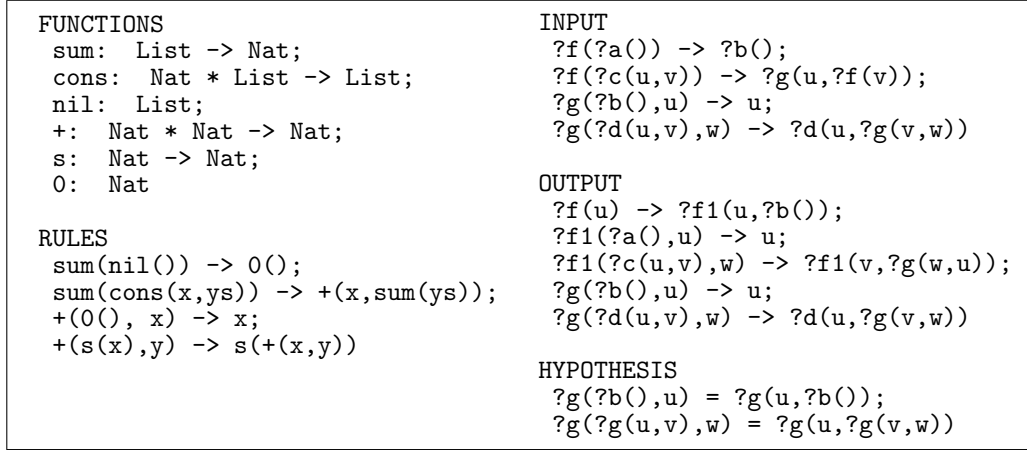 FUNCTIONS
sum: List -> Nat;
cons: Nat * List -> List;
nil: List;
+: Nat * Nat -> Nat;
s: Nat -> Nat;
0: Nat
RULES
sum(nil()) -> 0();
sum(cons(x,ys)) -> +(x,sum(ys));
+(0(), x) -> x;
+(s(x),y) -> s(+(x,y))
INPUT
?f(?a()) -> ?b();
?f(?c(u,v)) -> ?g(u,?f(v));
?g(?b(),u) -> u;
?g(?d(u,v),w) -> ?d(u,?g(v,w))
OUTPUT
?f(u) -> ?f1(u,?b());
?f1(?a(),u) -> u;
?f1(?c(u,v),w) -> ?f1(v,?g(w,u));
?g(?b(),u) -> u;
?g(?d(u,v),w) -> ?d(u,?g(v,w))
HYPOTHESIS
?g(?b(),u) = ?g(u,?b());
?g(?g(u,v),w) = ?g(u,?g(v,w))